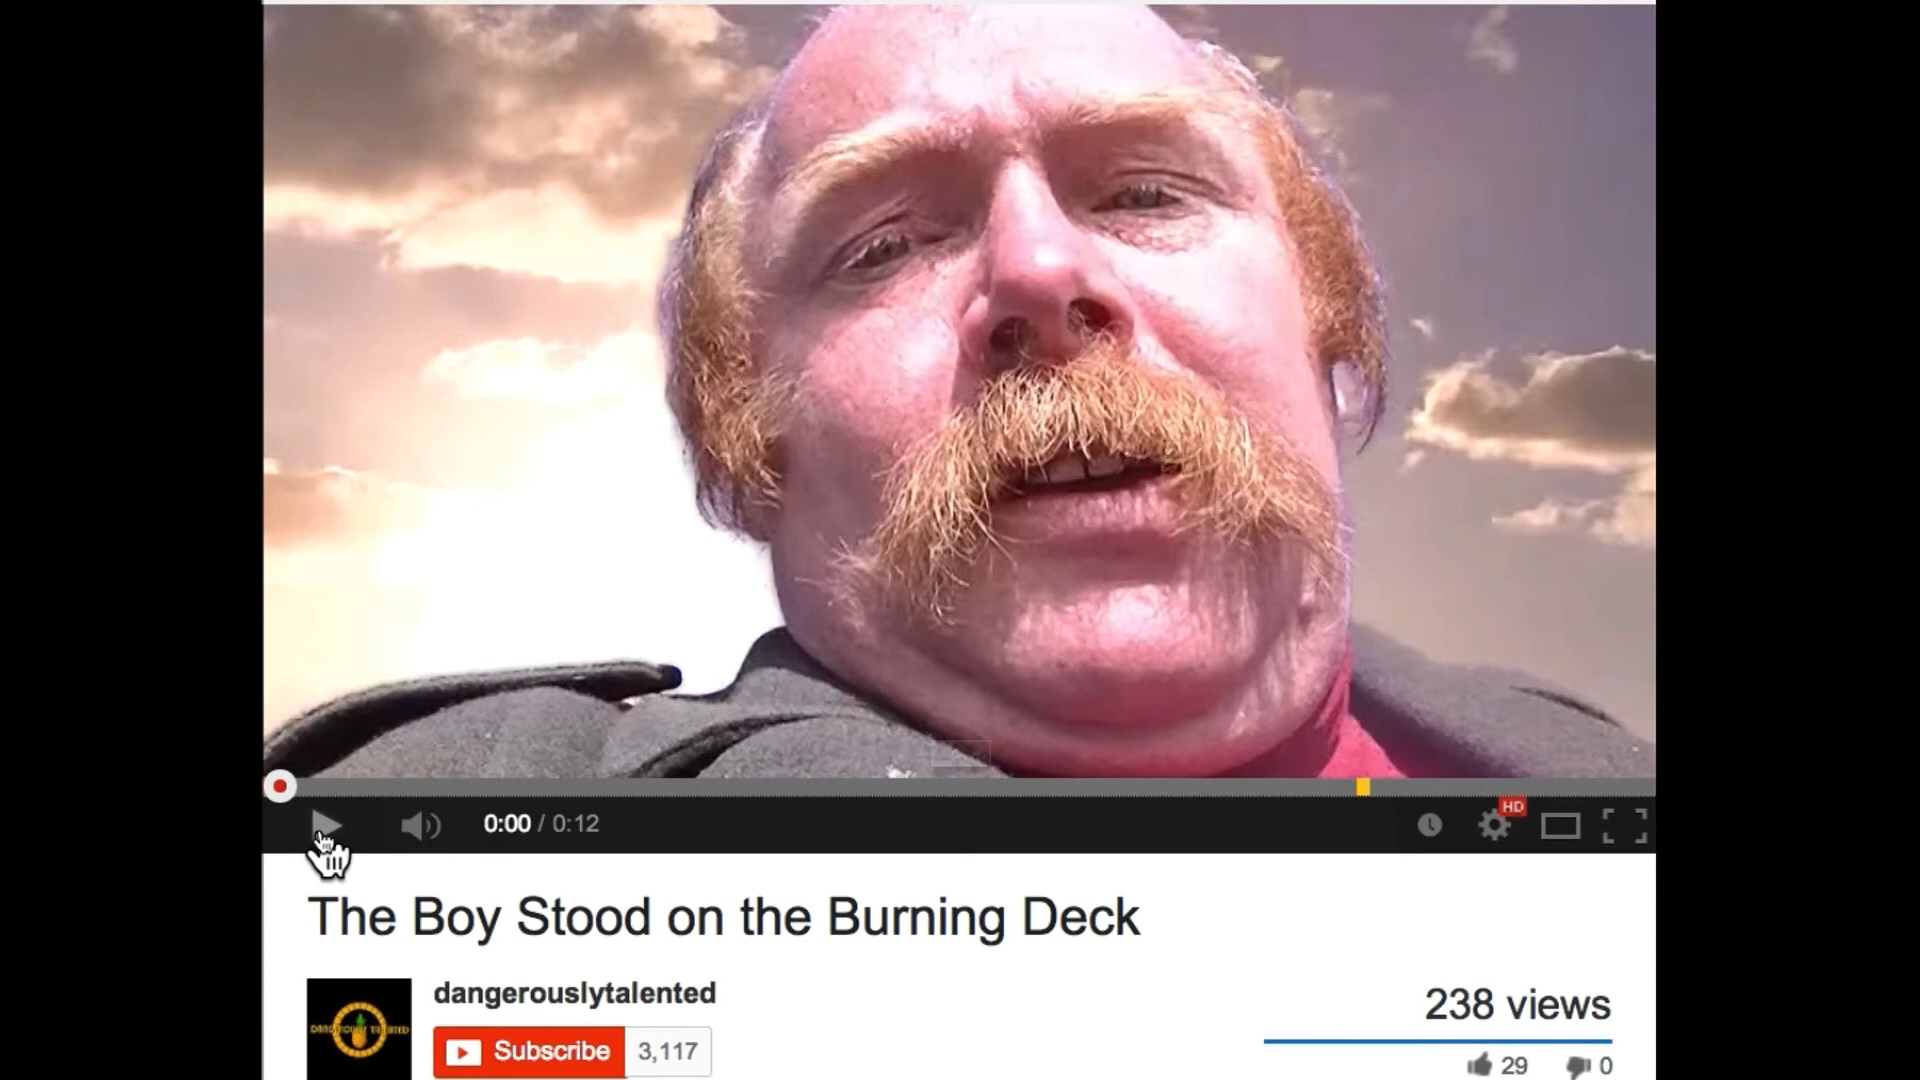 HD
0:00 / 0:12
The Boy Stood on the Burning Deck
dangerouslytalented
238 views
Subscribe 3,117
29 0